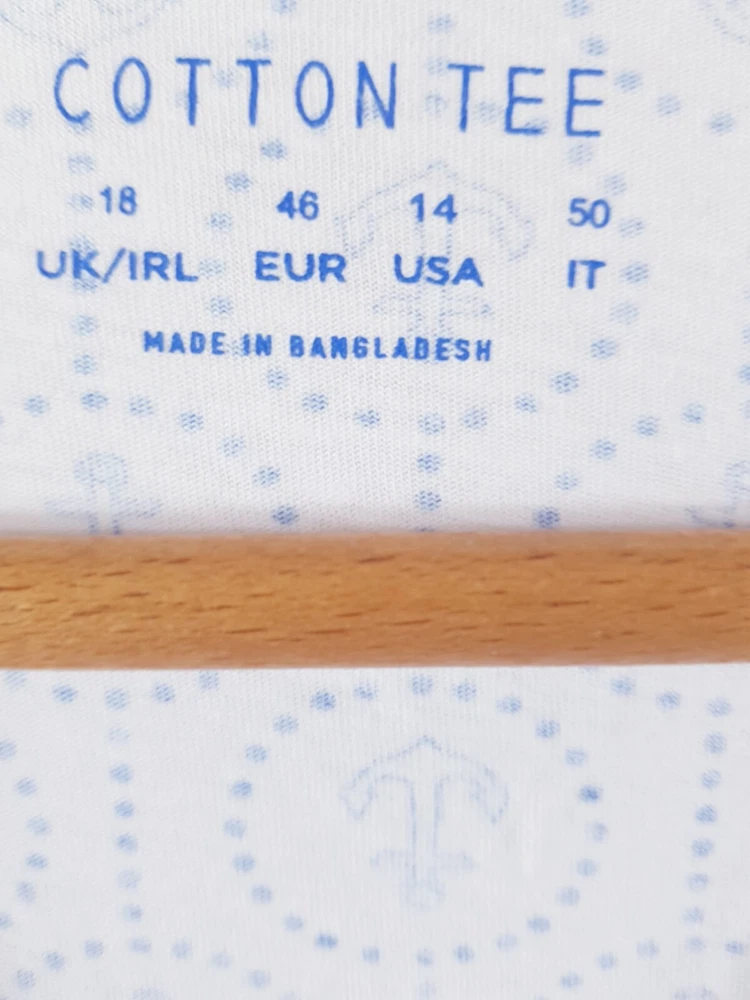 COTTON TEE
18 46 14 50
UK/IRL EUR USA IT
MADE IN BANGLADESH